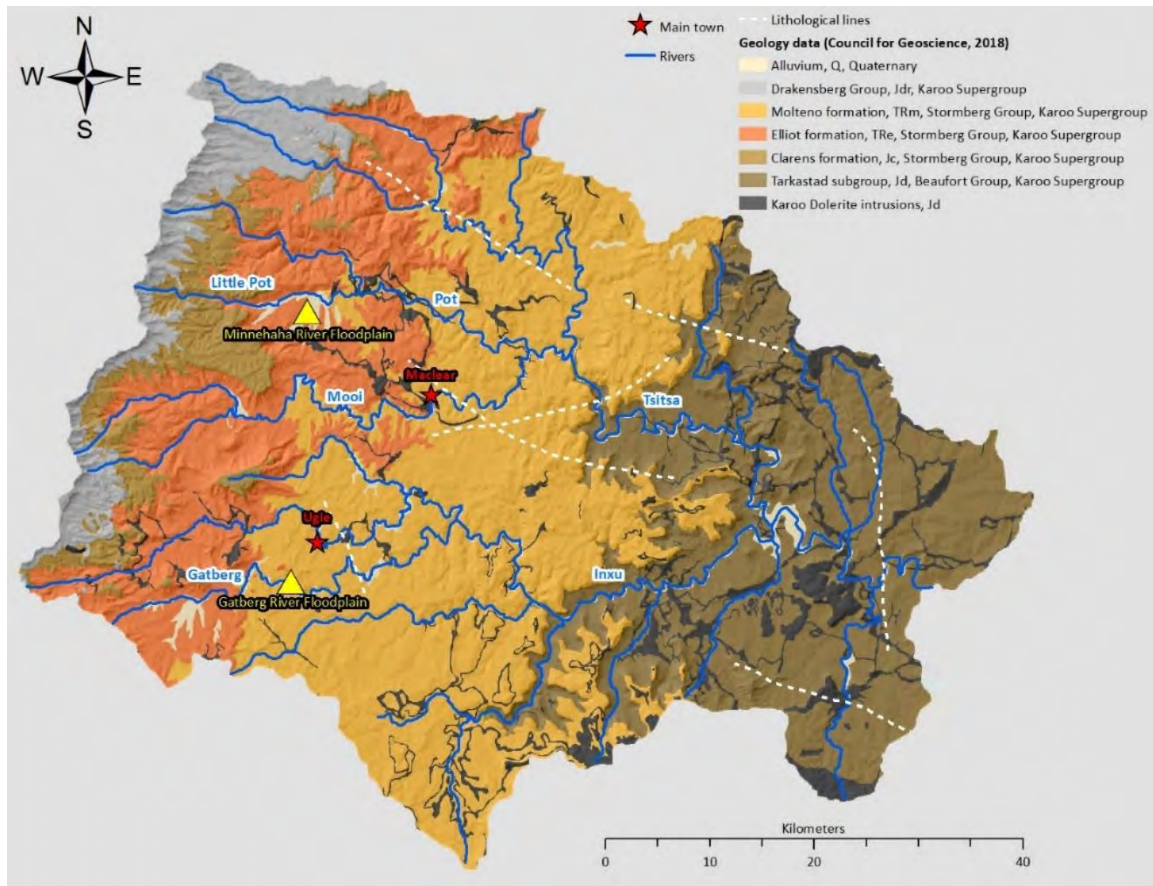 N
W E
S
Main town
Rivers
Lithological lines
Geology data (Council for Geoscience, 2018)
Alluvium, Q, Quaternary
Drakensberg Group, Jdr, Karoo Supergroup
Molteno formation, TRm, Stormberg Group, Karoo Supergroup
Elliot formation, TRe, Stormberg Group, Karoo Supergroup
Clarens formation, Jc, Stormberg Group, Karoo Supergroup
Tarkastad subgroup, Jd, Beaufort Group, Karoo Supergroup
Karoo Dolerite intrusions, Jd
Little Pot
Pot
Minnehaha River Floodplain
Maclear
Mooi
Tsitsa
Ugie
Gatberg
Inxu
Gatberg River Floodplain
Kilometers
0 10 20 40